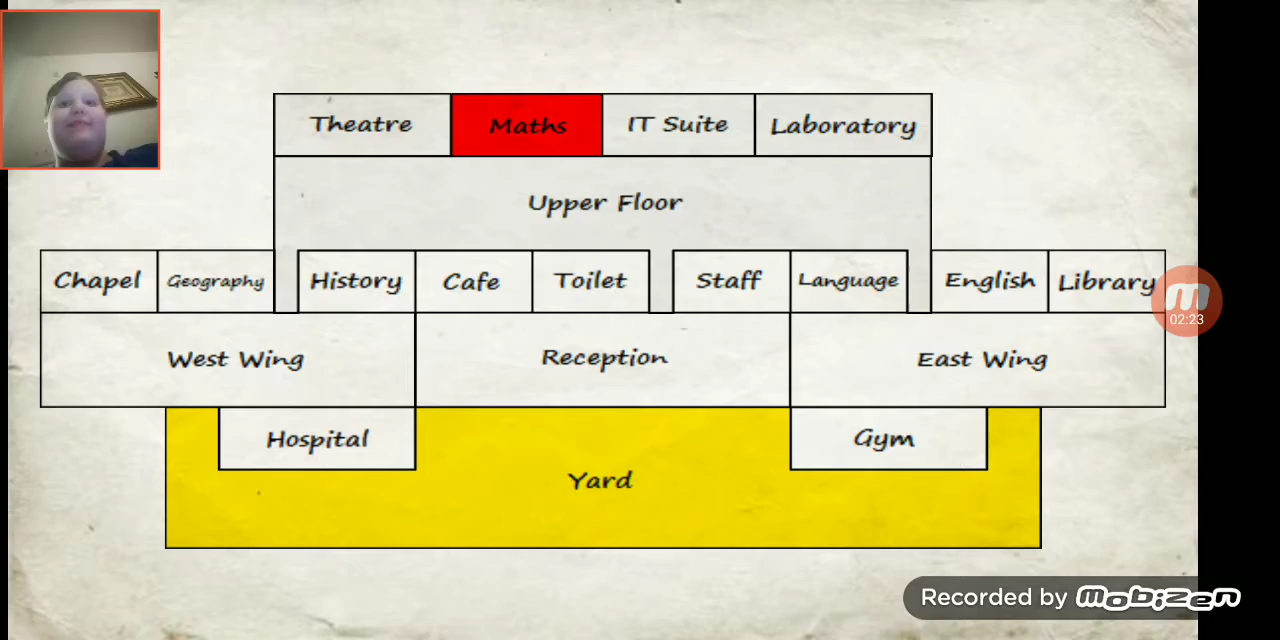 Theatre Maths IT Suite Laboratory
Upper Floor
Chapel Geography History Cafe Toilet Staff Language English Library
02:23
West Wing Reception East Wing
Hospital Gym
Yard
Recorded by mobizen